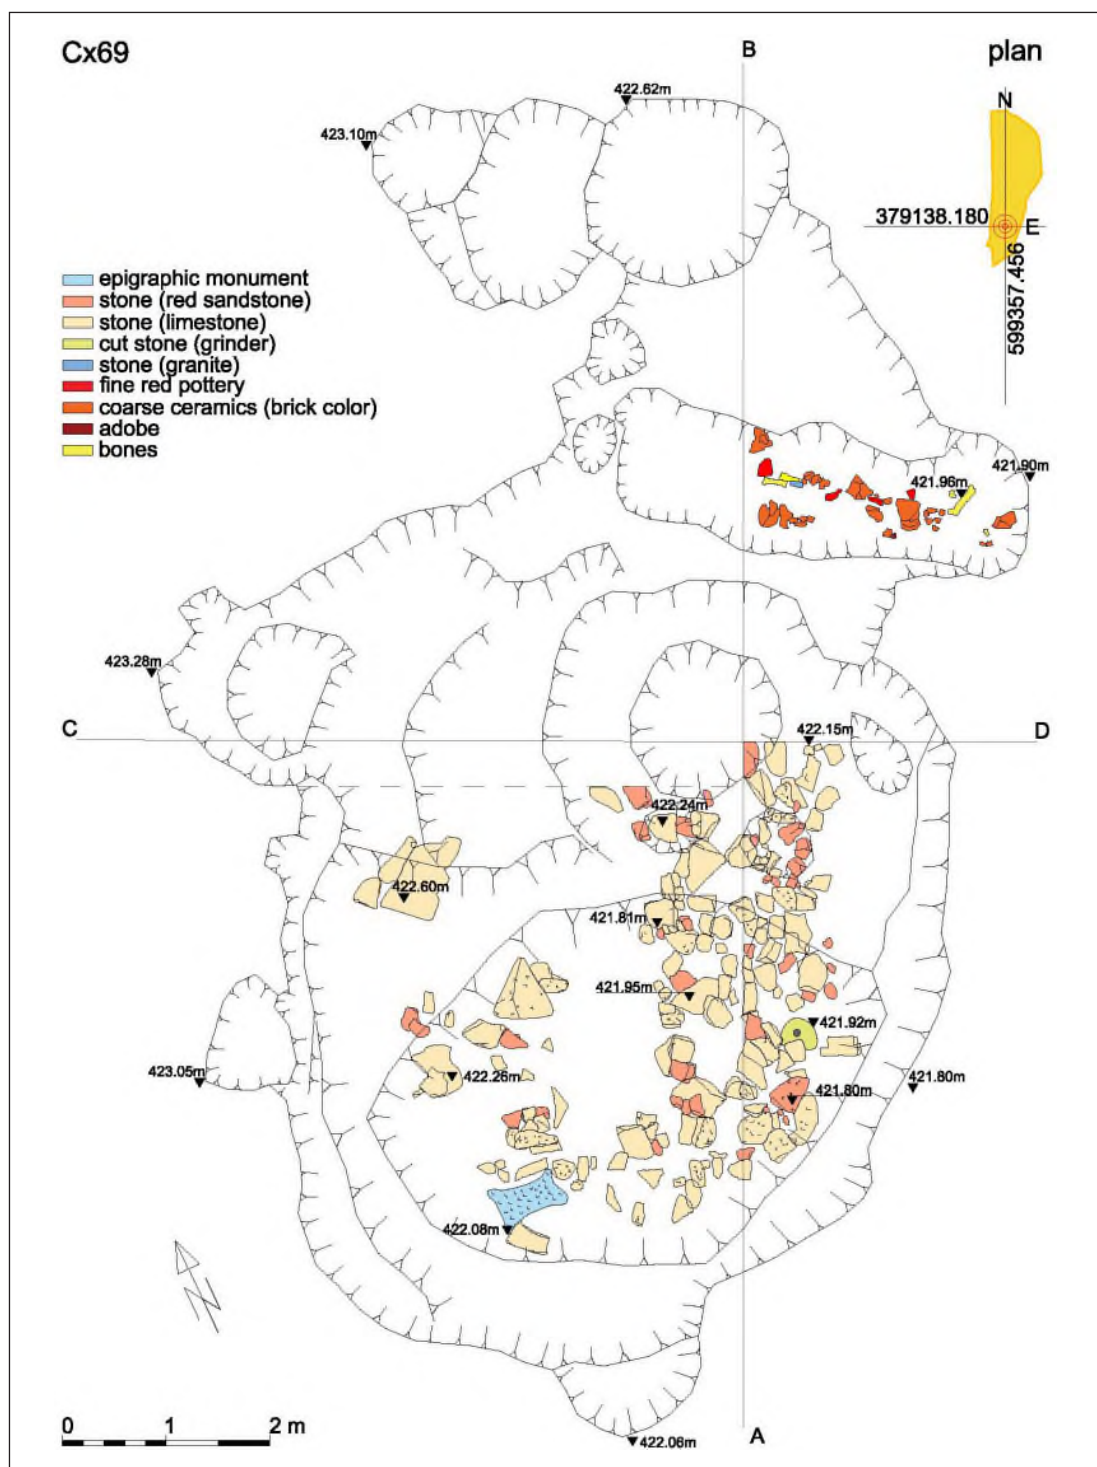 Cx69
B
plan
N
422.62m
423.10m
379138.180
E
599357.456
epigraphic monument
stone (red sandstone)
stone (limestone)
cut stone (grinder)
stone (granite)
fine red pottery
coarse ceramics (brick color)
adobe
bones
421.90m
421.96m
423.28m
C
422.15m
D
422.24m
422.60m
421.81m
421.95m
421.92m
422.26m
423.05m
421.80m
421.80m
422.08m
N
0 1 2 m
A
422.06m